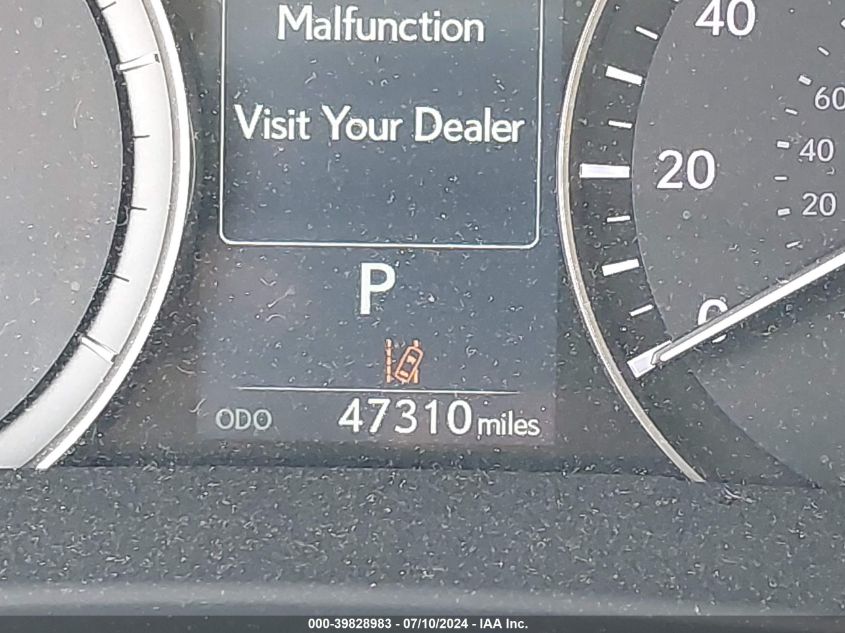 Malfunction
Visit Your Dealer
P
ODO 47310 miles
40
20
0
60
40
20
000-39828983 - 07/10/2024 - IAA Inc.